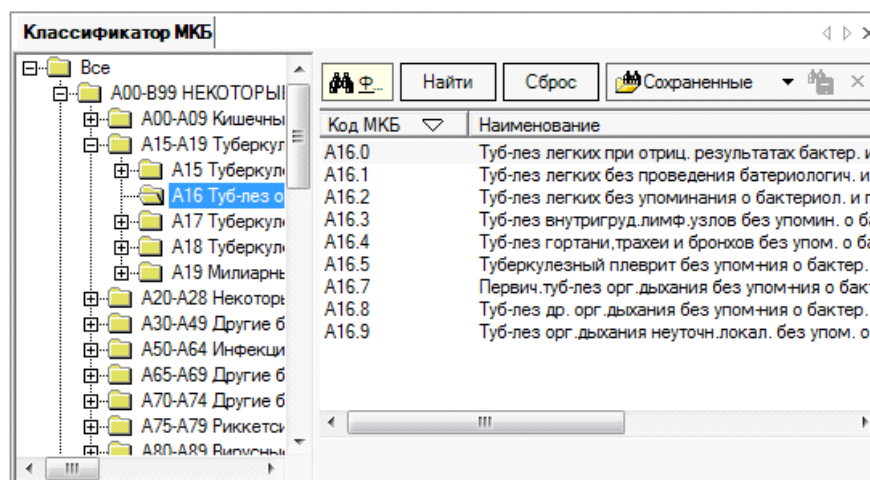 Классификатор МКБ
Все
A00-B99 НЕКОТОРЫ
A00-A09 Кишечны
A15-A19 Туберкул
A15 Туберкул
A16 Туб-лез о
A17 Туберкул
A18 Туберкул
A19 Милиарн
A20-A28 Некотор
A30-A49 Другие б
A50-A64 Инфекци
A65-A69 Другие б
A70-A74 Другие б
A75-A79 Риккетси
A80-A89 Вирусны
Ф... Найти Сброс Сохраненные
Код МКБ Наименование
A16.0 Туб-лез легких при отриц. результатах бактер. и
A16.1 Туб-лез легких без проведения батериологич. и
A16.2 Туб-лез легких без упоминания о бактериол. и г
A16.3 Туб-лез внутригруд.лимф.узлов без упомин. о ба
A16.4 Туб-лез гортани,трахеи и бронхов без упом. о ба
A16.5 Туберкулезный плеврит без упом-ния о бактер.
A16.7 Первич.туб-лез орг.дыхания без упом-ния о бак
A16.8 Туб-лез др. орг.дыхания без упом-ния о бактер.
A16.9 Туб-лез орг.дыхания неуточн.локал. без упом. о